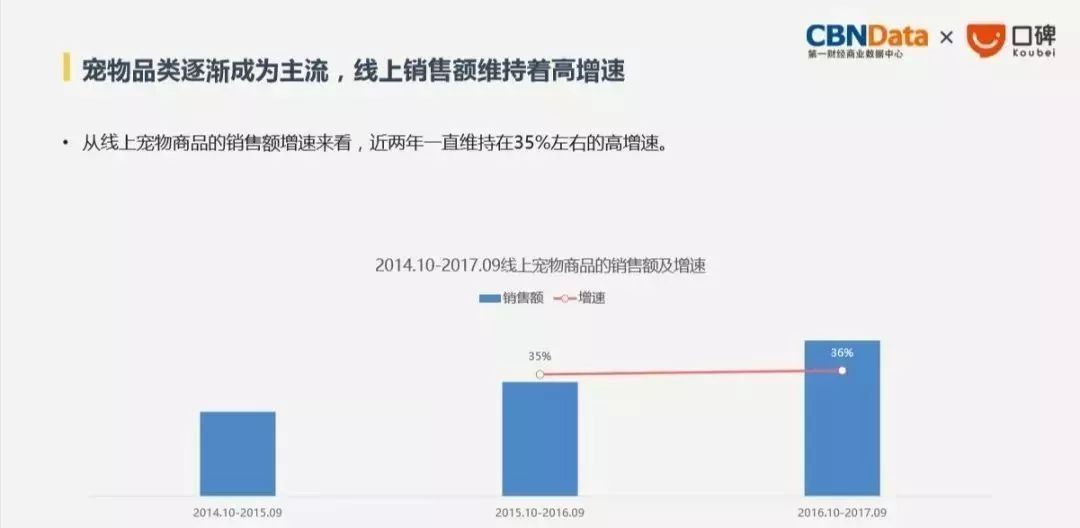 CBNData × 口碑
第一财经商业数据中心 Koubei
宠物品类逐渐成为主流，线上销售额维持着高增速
• 从线上宠物商品的销售额增速来看，近两年一直维持在35%左右的高增速。
2014.10-2017.09线上宠物商品的销售额及增速
销售额 增速
35% 36%
2014.10-2015.09 2015.10-2016.09 2016.10-2017.09